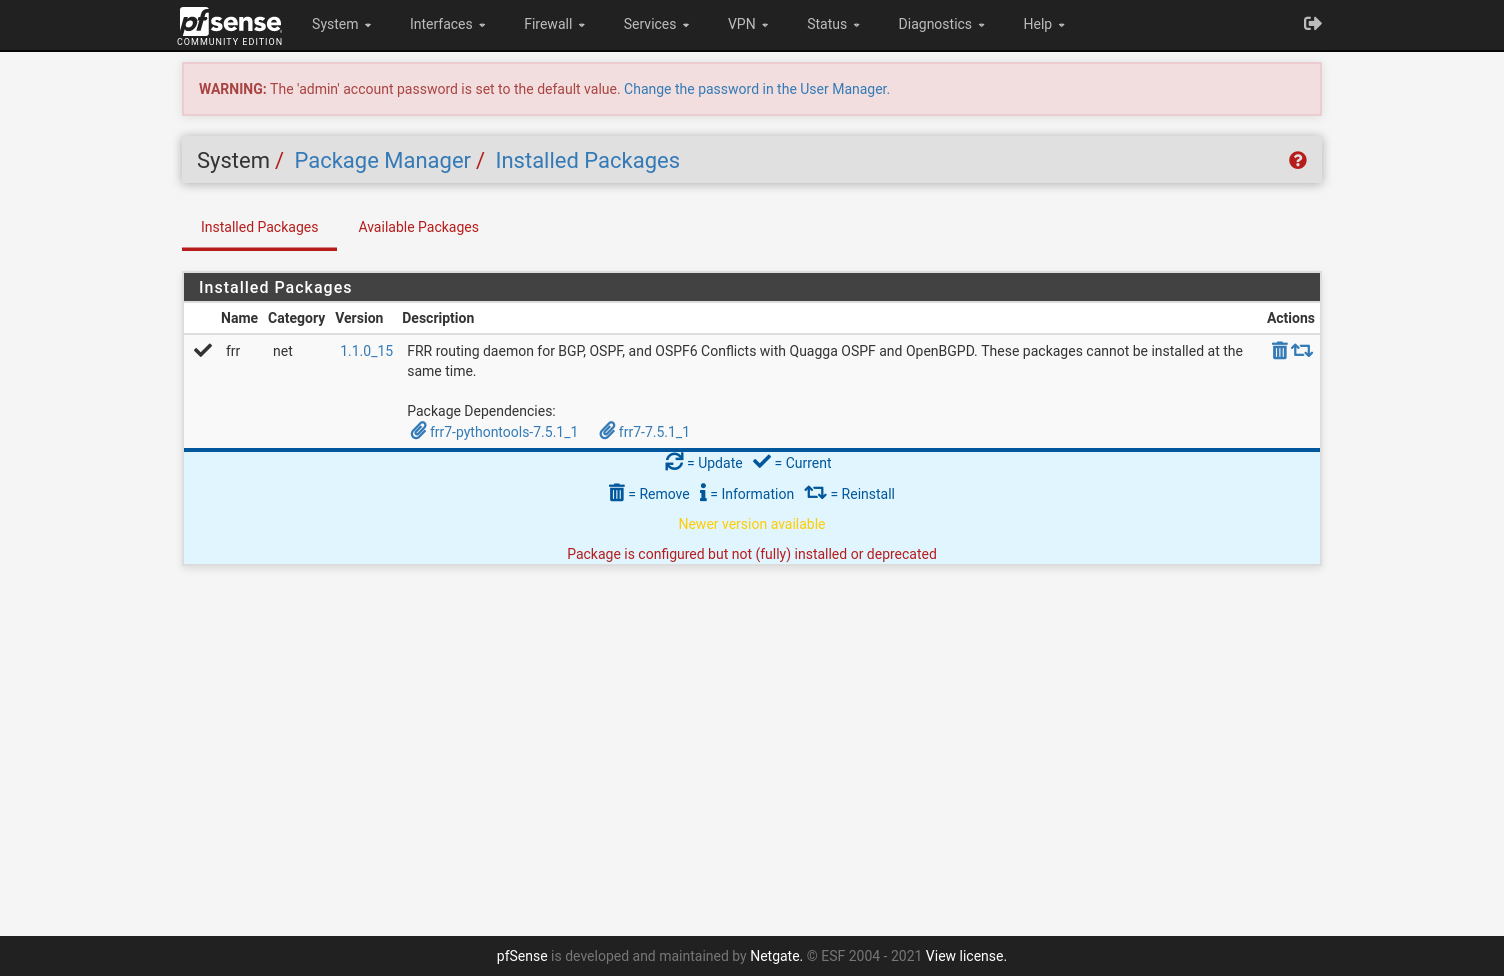 pfsense
COMMUNITY EDITION
System Interfaces Firewall Services VPN Status Diagnostics Help
WARNING: The 'admin' account password is set to the default value. Change the password in the User Manager.
System / Package Manager / Installed Packages
Installed Packages Available Packages
Installed Packages
Name Category Version Description Actions
frr net 1.1.0_15 FRR routing daemon for BGP, OSPF, and OSPF6 Conflicts with Quagga OSPF and OpenBGPD. These packages cannot be installed at the
same time.
Package Dependencies:
frr7-pythontools-7.5.1_1 frr7-7.5.1_1
= Update = Current
= Remove = Information = Reinstall
Newer version available
Package is configured but not (fully) installed or deprecated
pfSense is developed and maintained by Netgate. © ESF 2004 - 2021 View license.